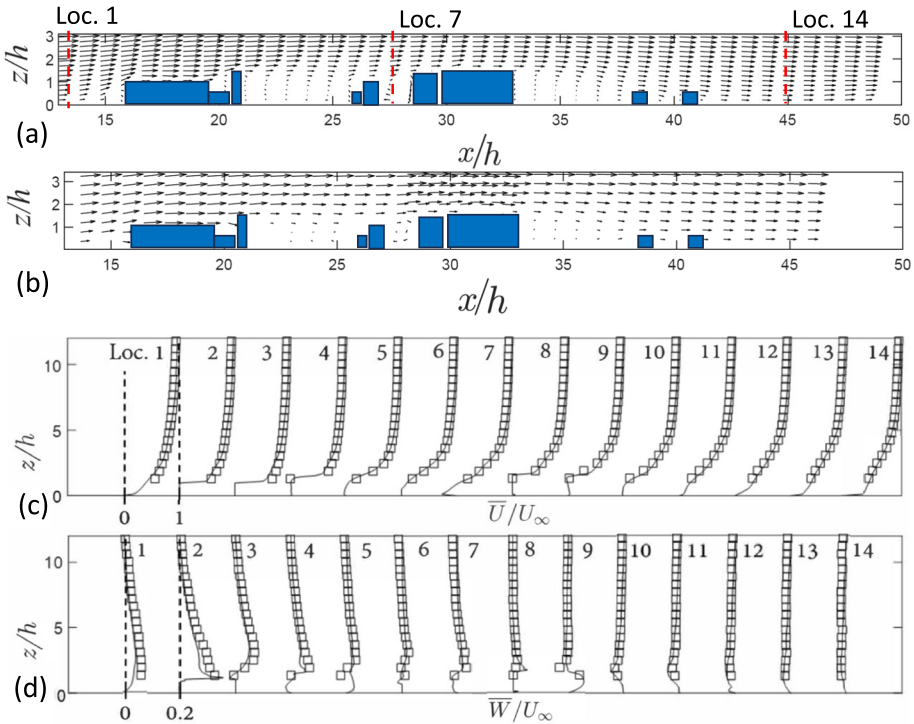 Loc. 1 Loc. 7 Loc. 14
3
2
1
0
z/h
15 20 25 30 35 40 45 50
(a)
x/h
3
2
1
z/h
15 20 25 30 35 40 45 50
(b)
x/h
10
5
0
z/h
Loc. 1 2 3 4 5 6 7 8 9 10 11 12 13 14
(c)
0 1
U̅/U∞
10
5
0
z/h
1 2 3 4 5 6 7 8 9 10 11 12 13 14
(d)
0 0.2
W̅/U∞